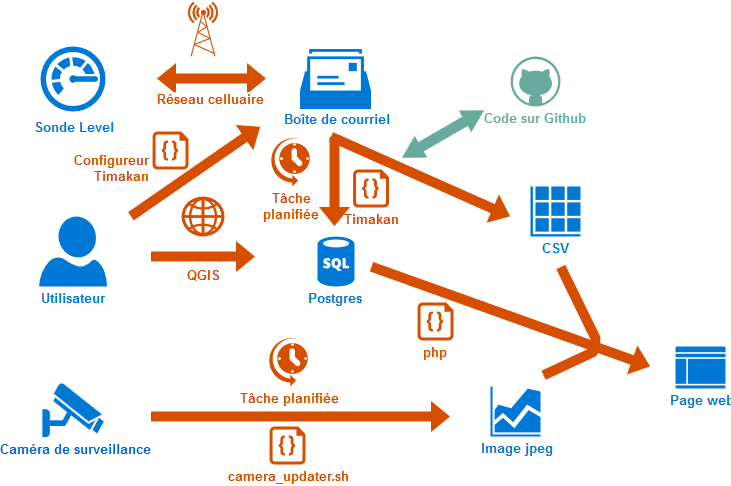 Réseau celluaire
Sonde Level
Boîte de courriel
Code sur Github
{ }
Configureur
Timakan
Tâche
planifiée
{ }
Timakan
CSV
QGIS
SQL
Utilisateur
Postgres
{ }
php
Page web
Tâche planifiée
Caméra de surveillance
{ }
camera_updater.sh
Image jpeg